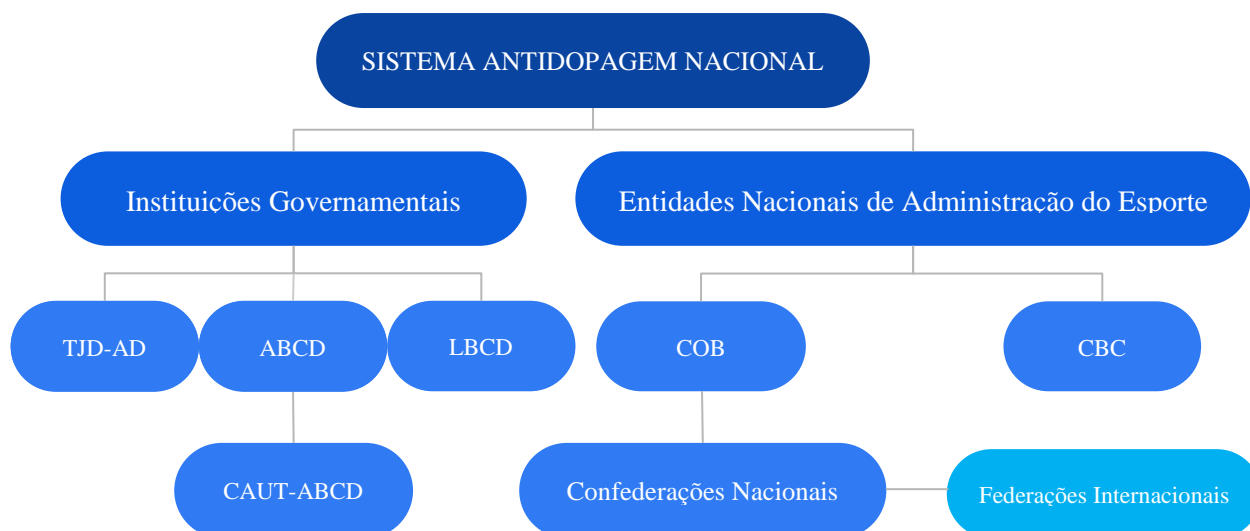 SISTEMA ANTIDOPAGEM NACIONAL
Instituições Governamentais
Entidades Nacionais de Administração do Esporte
TJD-AD
ABCD
LBCD
COB
CBC
CAUT-ABCD
Confederações Nacionais
Federações Internacionais